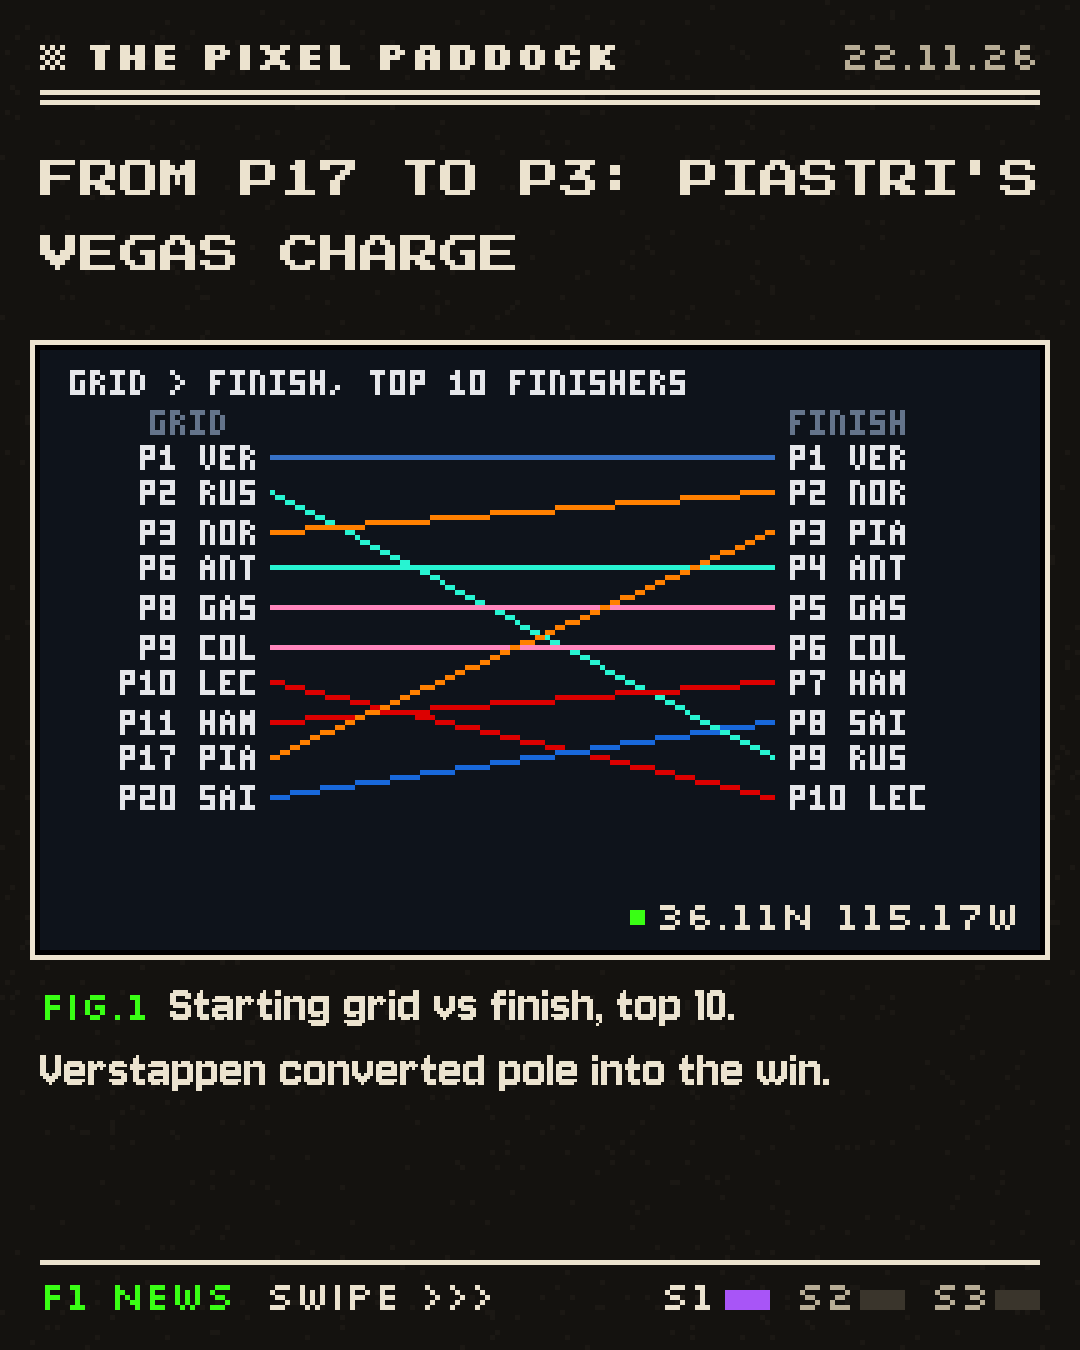 THE PIXEL PADDOCK 22.11.26
FROM P17 TO P3: PIASTRI'S
VEGAS CHARGE
GRID > FINISH, TOP 10 FINISHERS
GRID FINISH
P1 VER P1 VER
P2 RUS P2 NOR
P3 NOR P3 PIA
P6 ANT P4 ANT
P8 GAS P5 GAS
P9 COL P6 COL
P10 LEC P7 HAM
P11 HAM P8 SAI
P17 PIA P9 RUS
P20 SAI P10 LEC
36.11N 115.17W
FIG.1 Starting grid vs finish, top 10.
Verstappen converted pole into the win.
F1 NEWS SWIPE >>> S1 S2 S3